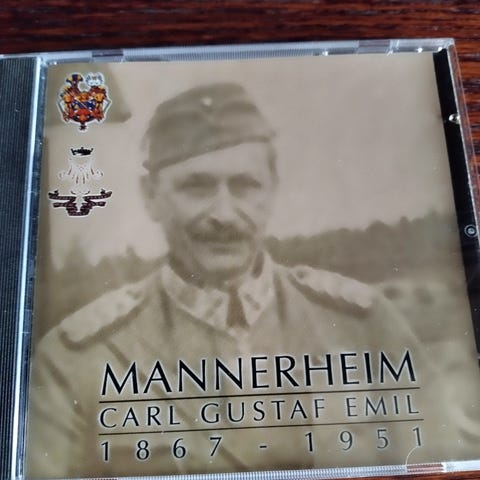 MANNERHEIM
CARL GUSTAF EMIL
1867 - 1951